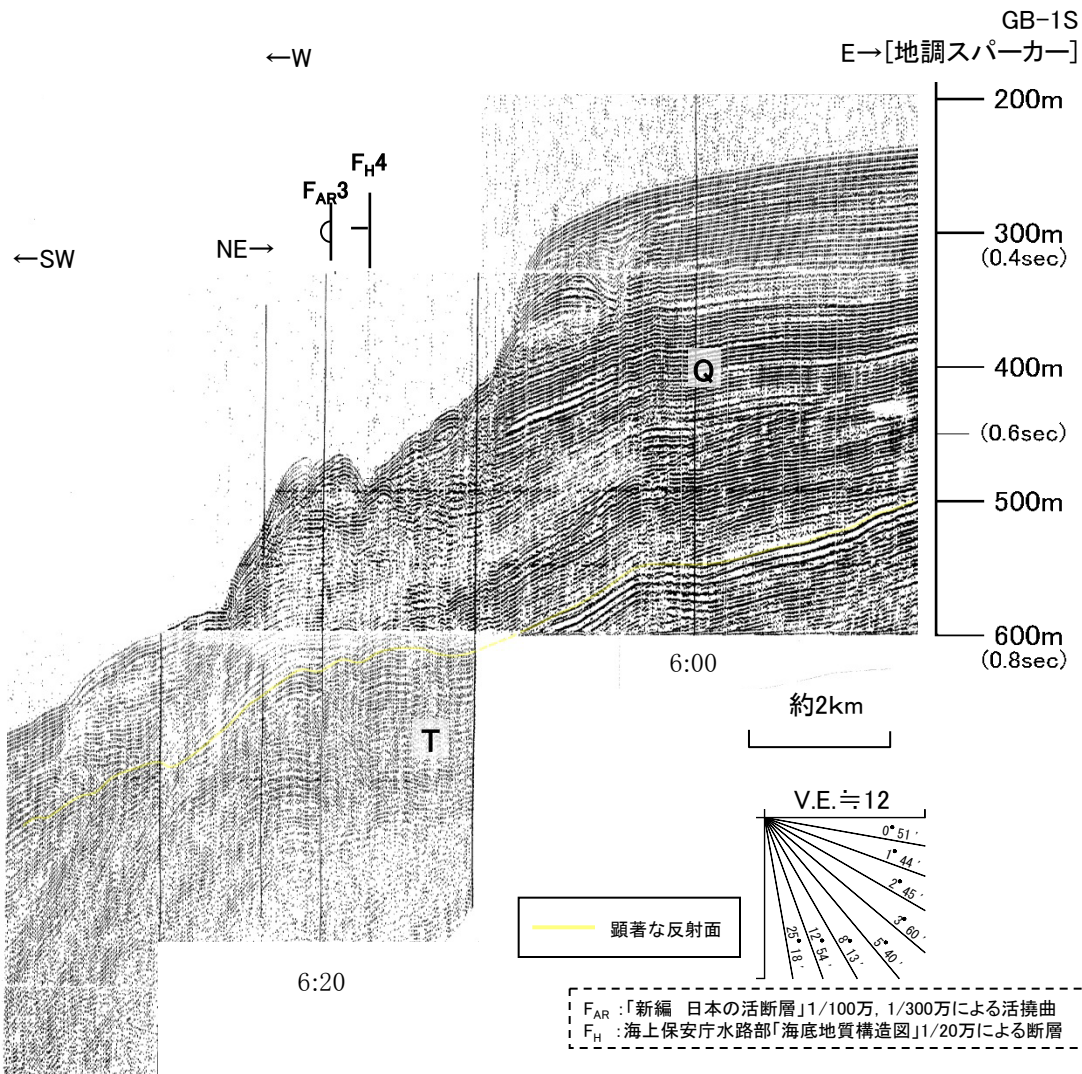 GB-1S
←W
E→[地調スパーカー]
200m
F_H4
F_AR3
300m
(0.4sec)
←SW
NE→
Q
400m
(0.6sec)
500m
600m
(0.8sec)
6:00
約2km
T
V.E.≒12
0° 51′
1° 44′
2° 45′
3° 60′
5° 40′
8° 13′
12° 54′
25° 18′
顕著な反射面
6:20
F_AR :「新編 日本の活断層」1/100万, 1/300万による活撓曲
F_H :海上保安庁水路部「海底地質構造図」1/20万による断層